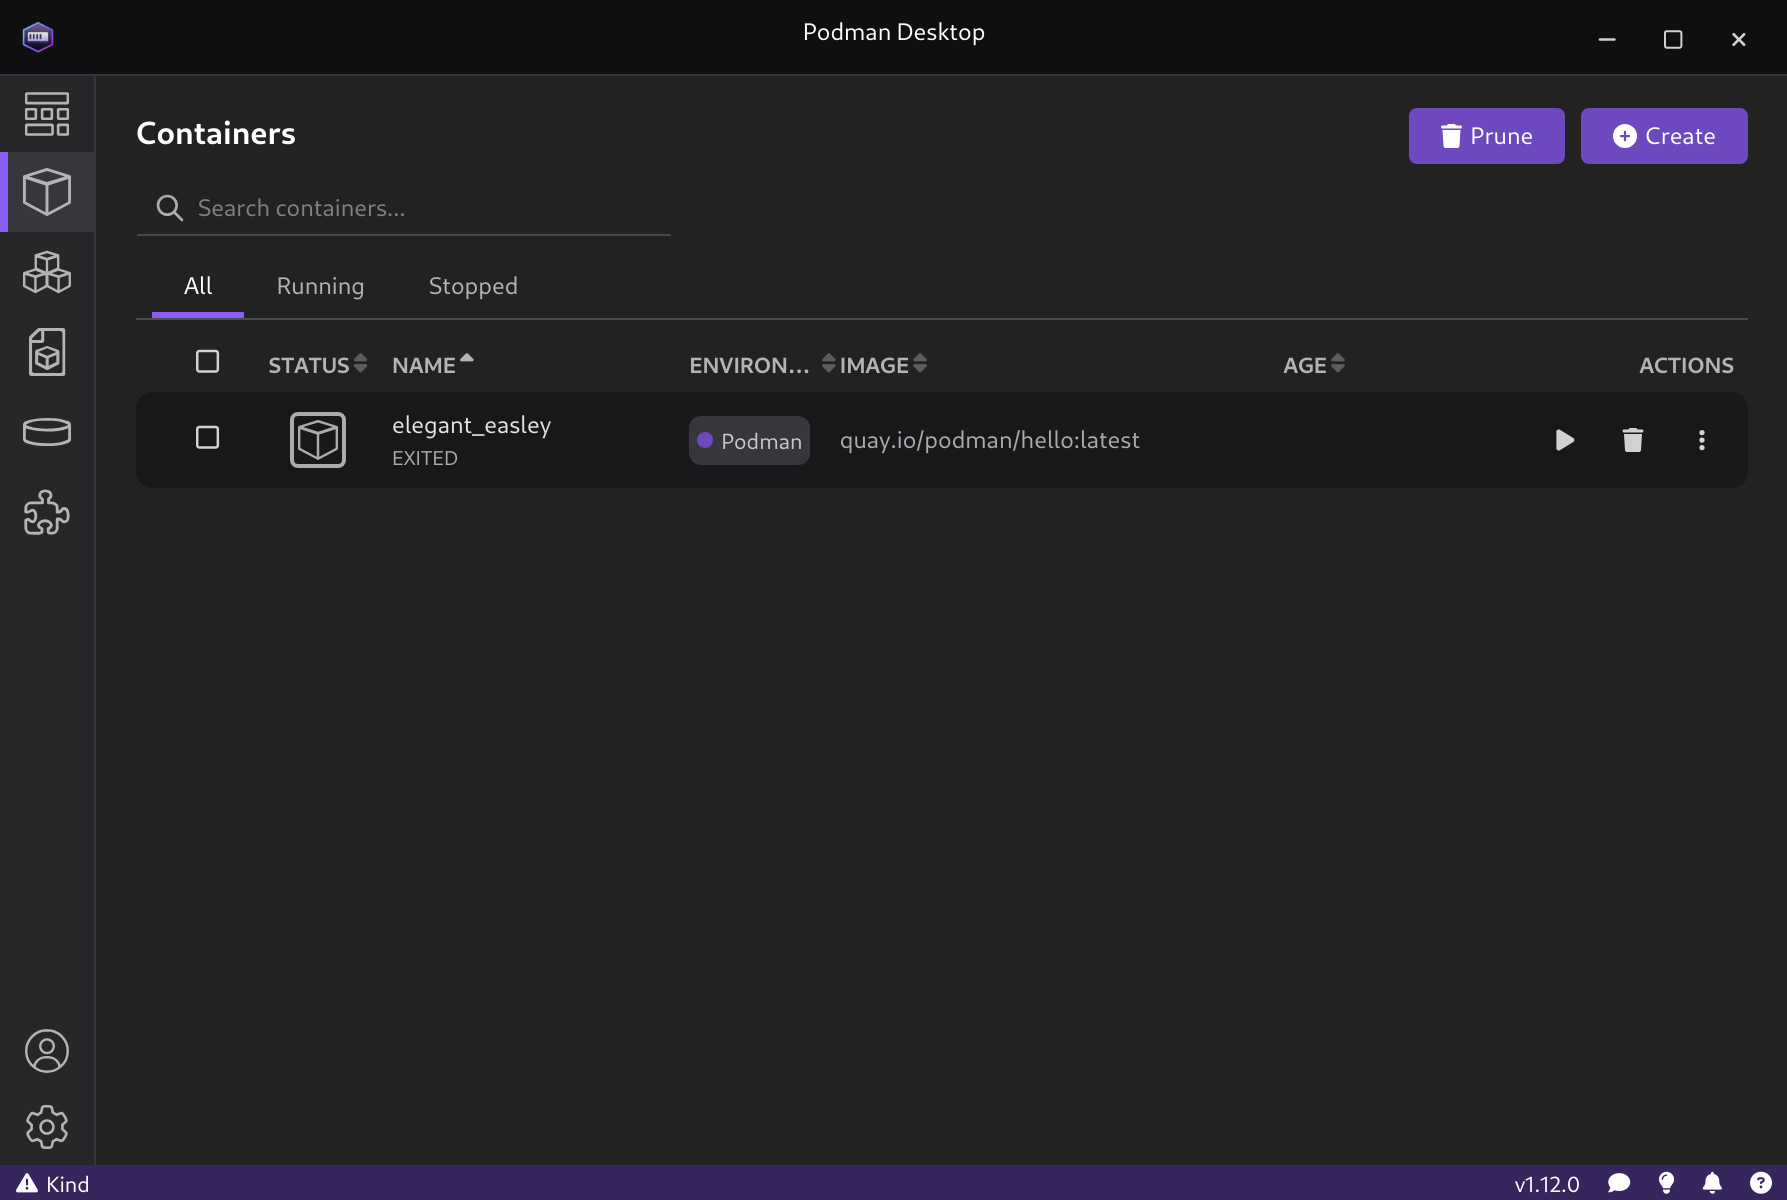 Podman Desktop
Containers
Prune
Create
Search containers...
All Running Stopped
STATUS NAME ENVIRON... IMAGE AGE ACTIONS
elegant_easley
EXITED
Podman
quay.io/podman/hello:latest
Kind
v1.12.0